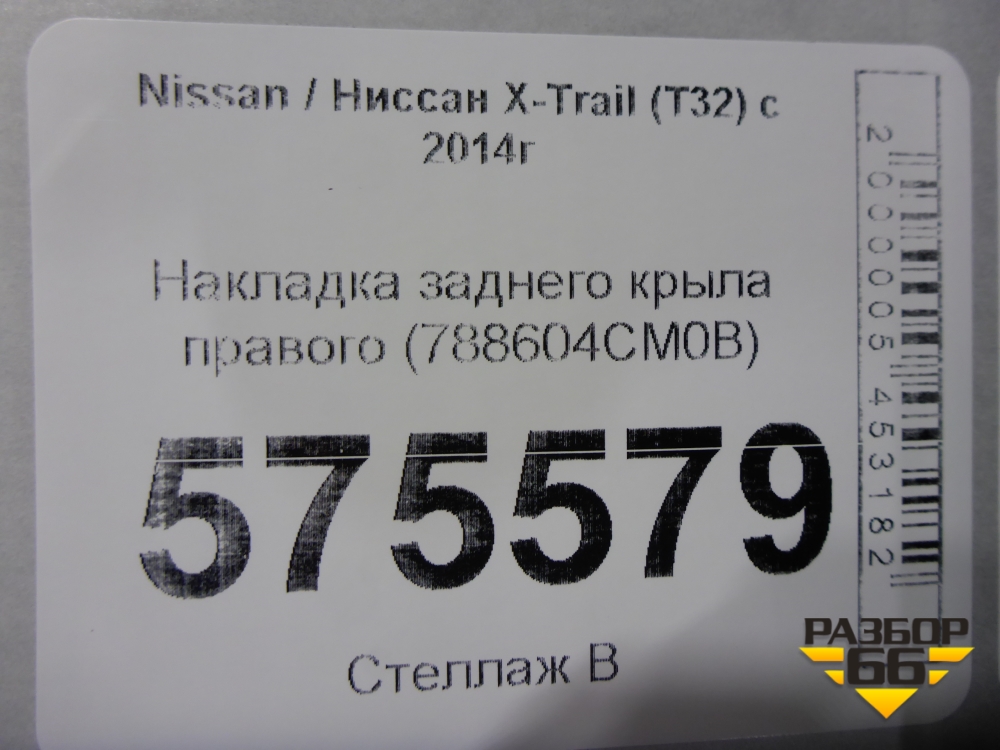 Nissan / Ниссан X-Trail (T32) с
2014г
Накладка заднего крыла
правого (788604CM0B)
575579
Стеллаж B
2000005453182
РАЗБОР
66